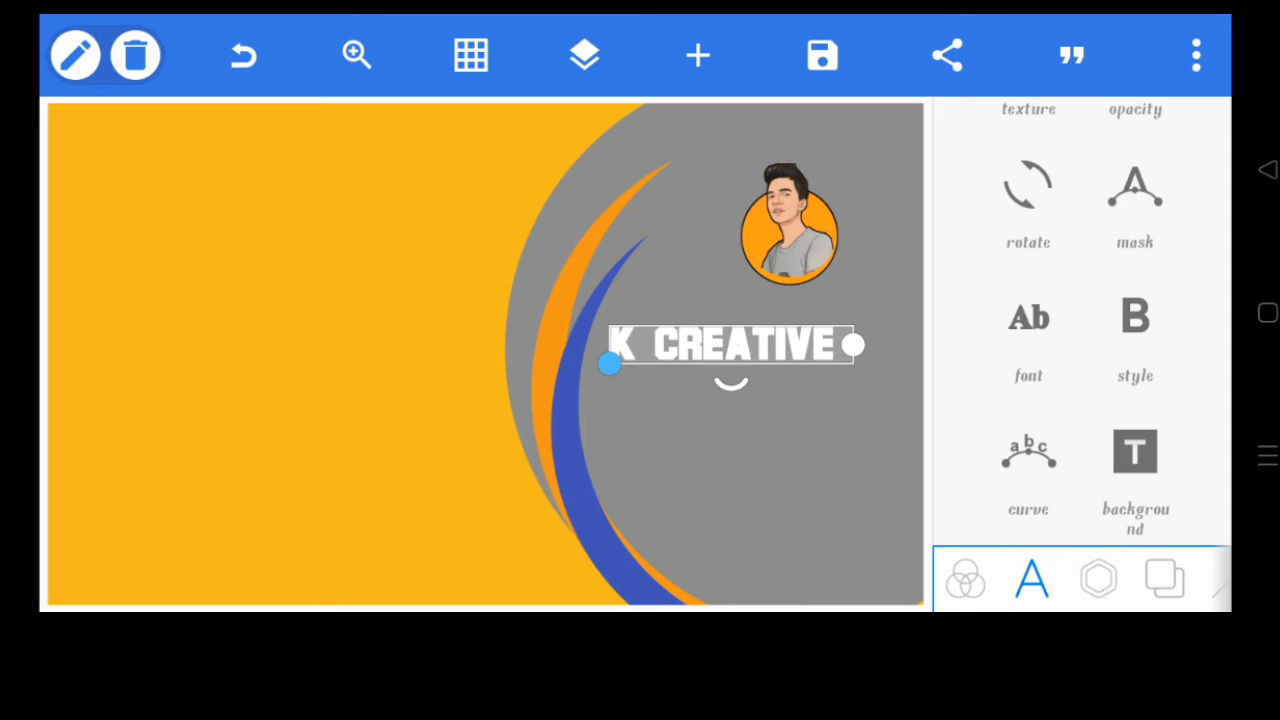 texture opacity
rotate mask
K CREATIVE
Ab B
font style
abc T
curve backgrou
nd
A